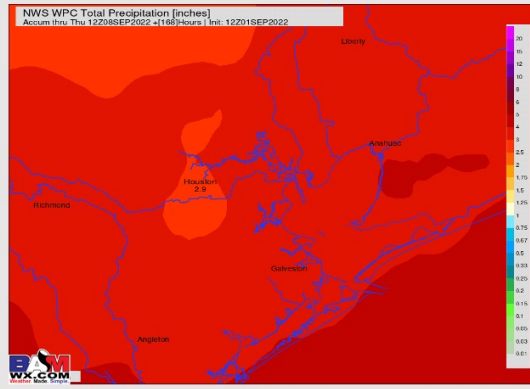 NWS WPC Total Precipitation [inches]
Accum thru Thu 12Z08SEP2022 +[168]Hours | Init: 12Z01SEP2022
Liberty
Anahuac
Houston
2.9
Richmond
Galveston
Angleton
20
15
12
10
8
6
4
3
2.5
2
1.75
1.5
1.25
1
0.75
0.67
0.5
0.33
0.25
0.2
0.15
0.1
0.05
0.03
0.01
BAM
WX.COM
Weather Made Simple.